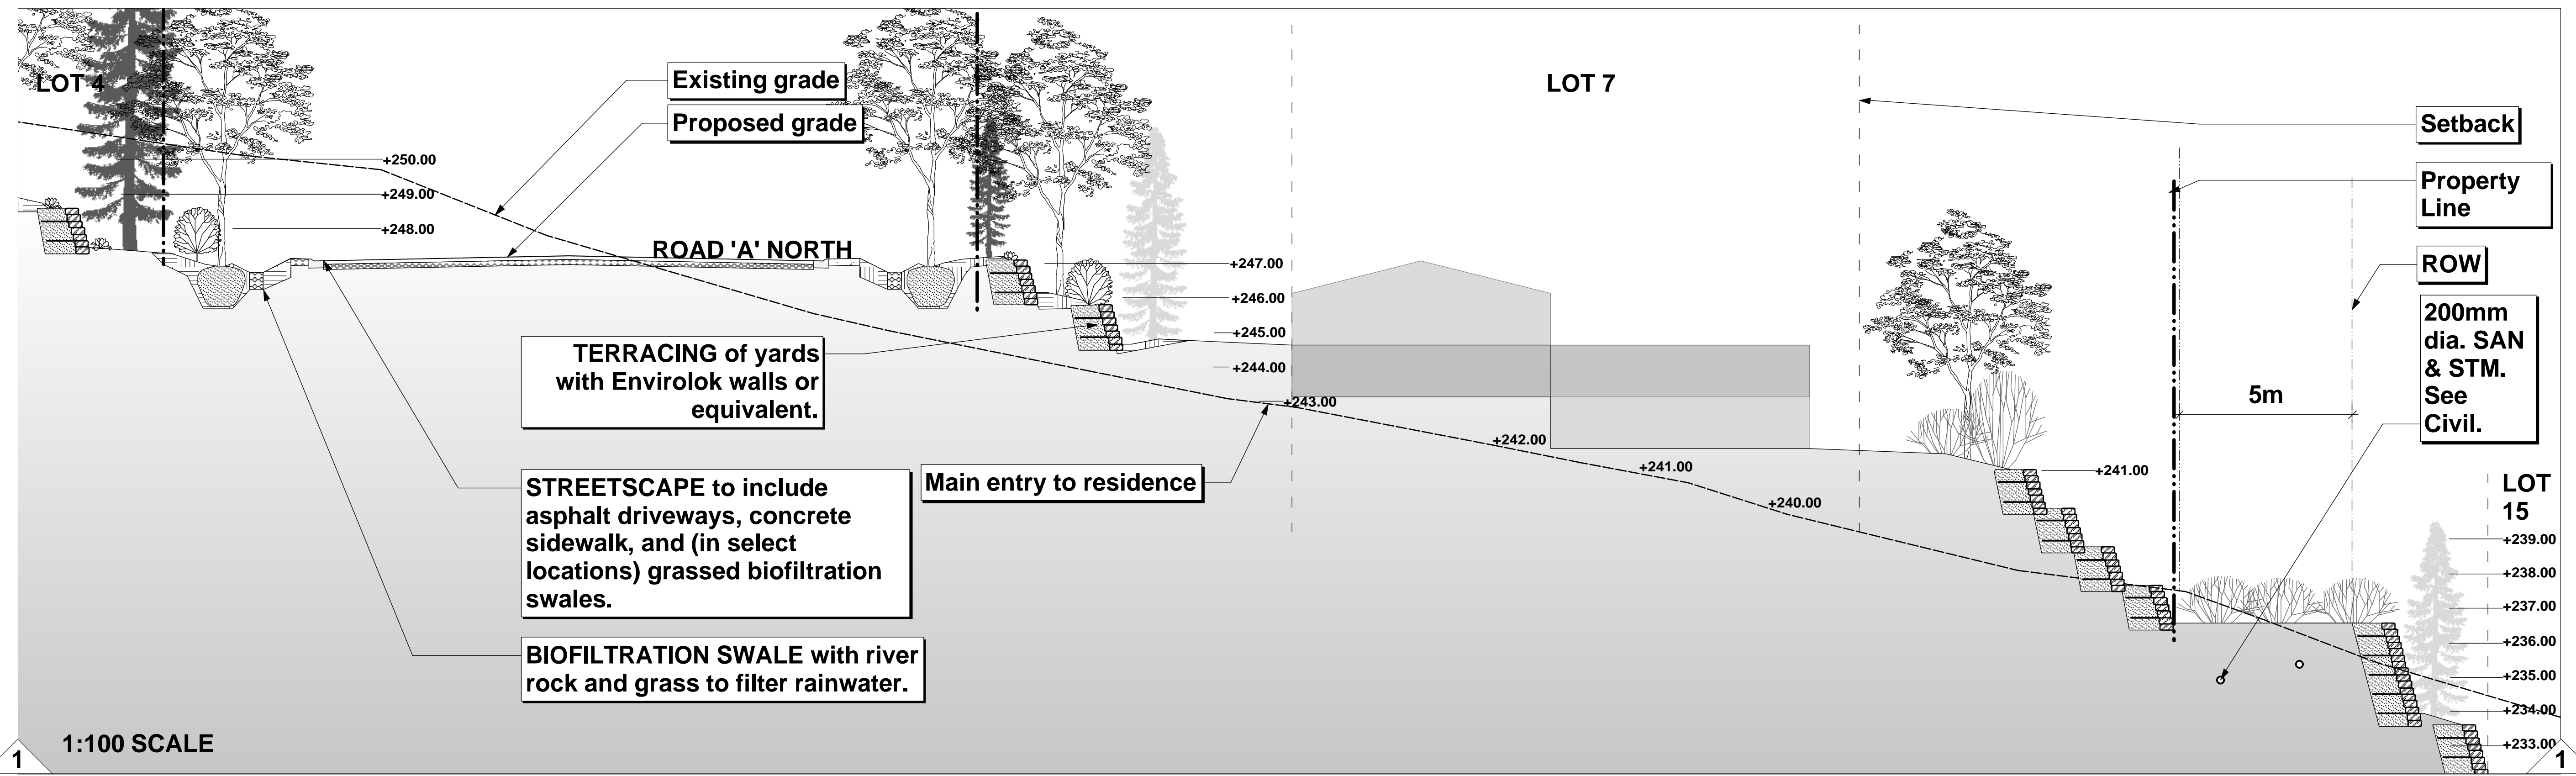 LOT 4
LOT 7
Existing grade
Proposed grade
Setback
Property
Line
ROW
200mm
dia. SAN
& STM.
See
Civil.
5m
LOT
15
+250.00
+249.00
+248.00
ROAD 'A' NORTH
+247.00
+246.00
+245.00
+244.00
+243.00
+242.00
+241.00
+240.00
+241.00
+239.00
+238.00
+237.00
+236.00
+235.00
+234.00
+233.00
TERRACING of yards
with Envirolok walls or
equivalent.
Main entry to residence
STREETSCAPE to include
asphalt driveways, concrete
sidewalk, and (in select
locations) grassed biofiltration
swales.
BIOFILTRATION SWALE with river
rock and grass to filter rainwater.
1:100 SCALE
1
1